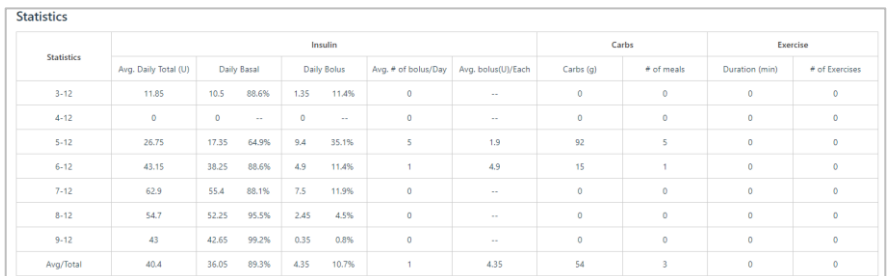 Statistics
Statistics Insulin Carbs Exercise
Avg. Daily Total (U) Daily Basal Daily Bolus Avg. # of bolus/Day Avg. bolus(U)/Each Carbs (g) # of meals Duration (min) # of Exercises
3-12 11.85 10.5 88.6% 1.35 11.4% 0 -- 0 0 0 0
4-12 0 0 -- 0 -- 0 -- 0 0 0 0
5-12 26.75 17.35 64.9% 9.4 35.1% 5 1.9 92 5 0 0
6-12 43.15 38.25 88.6% 4.9 11.4% 1 4.9 15 1 0 0
7-12 62.9 55.4 88.1% 7.5 11.9% 0 -- 0 0 0 0
8-12 54.7 52.25 95.5% 2.45 4.5% 0 -- 0 0 0 0
9-12 43 42.65 99.2% 0.35 0.8% 0 -- 0 0 0 0
Avg/Total 40.4 36.05 89.3% 4.35 10.7% 1 4.35 54 3 0 0